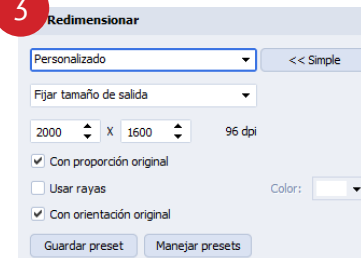 3
Redimensionar
Personalizado << Simple
Fijar tamaño de salida
2000 X 1600 96 dpi
Con proporción original
Usar rayas Color:
Con orientación original
Guardar preset Manejar presets